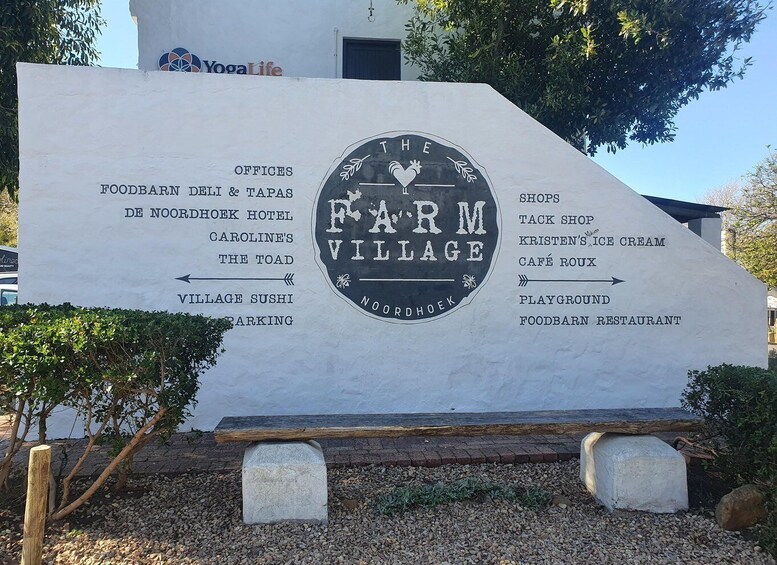 YogaLife
OFFICES
FOODBARN DELI & TAPAS
DE NOORDHOEK HOTEL
CAROLINE'S
THE TOAD
VILLAGE SUSHI
PARKING
THE
FARM
VILLAGE
NOORDHOEK
SHOPS
TACK SHOP
KRISTEN'S ICE CREAM
CAFÉ ROUX
PLAYGROUND
FOODBARN RESTAURANT